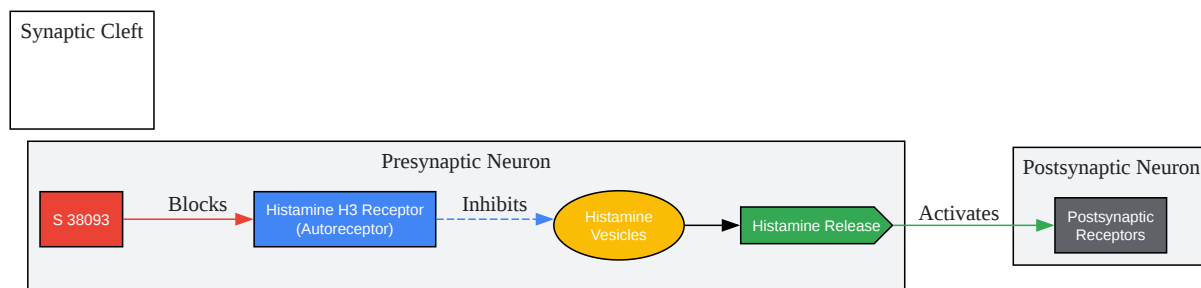 Synaptic Cleft
Presynaptic Neuron
Postsynaptic Neuron
S 38093
Blocks
Histamine H3 Receptor
(Autoreceptor)
Inhibits
Histamine
Vesicles
Histamine Release
Activates
Postsynaptic
Receptors